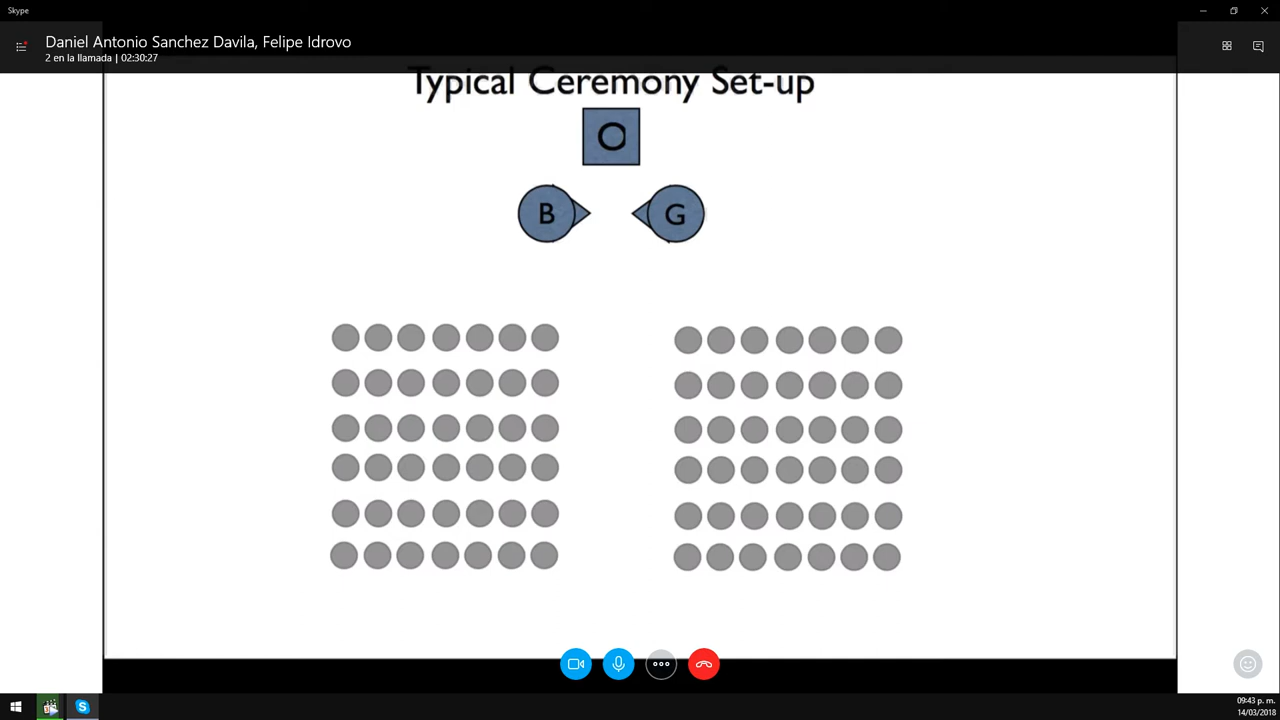 Skype
Daniel Antonio Sanchez Davila, Felipe Idrovo
2 en la llamada | 02:30:27
Typical Ceremony Set-up
O
B G
09:43 p. m.
14/03/2018